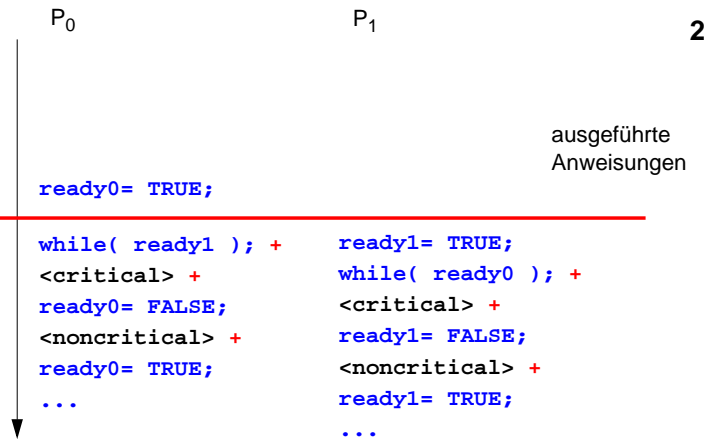 P0 P1
2
ausgeführte
Anweisungen
ready0= TRUE;
while( ready1 ); +
<critical> +
ready0= FALSE;
<noncritical> +
ready0= TRUE;
...
ready1= TRUE;
while( ready0 ); +
<critical> +
ready1= FALSE;
<noncritical> +
ready1= TRUE;
...